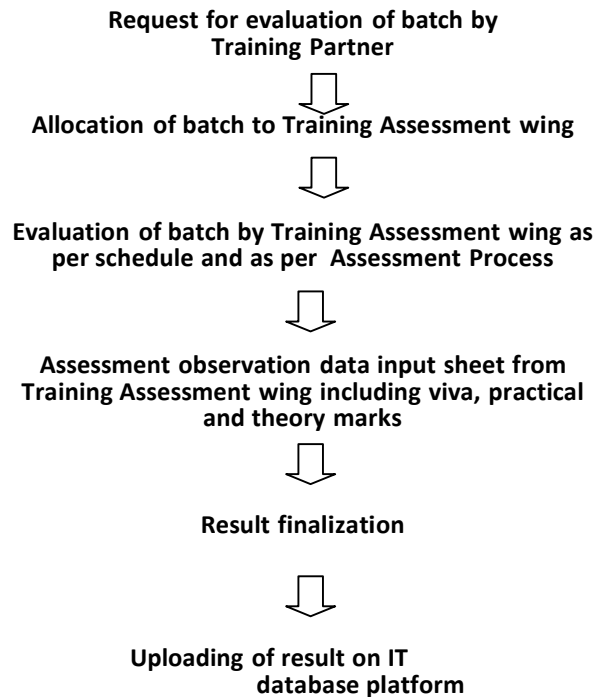 Request for evaluation of batch by
Training Partner
Allocation of batch to Training Assessment wing
Evaluation of batch by Training Assessment wing as
per schedule and as per Assessment Process
Assessment observation data input sheet from
Training Assessment wing including viva, practical
and theory marks
Result finalization
Uploading of result on IT
database platform